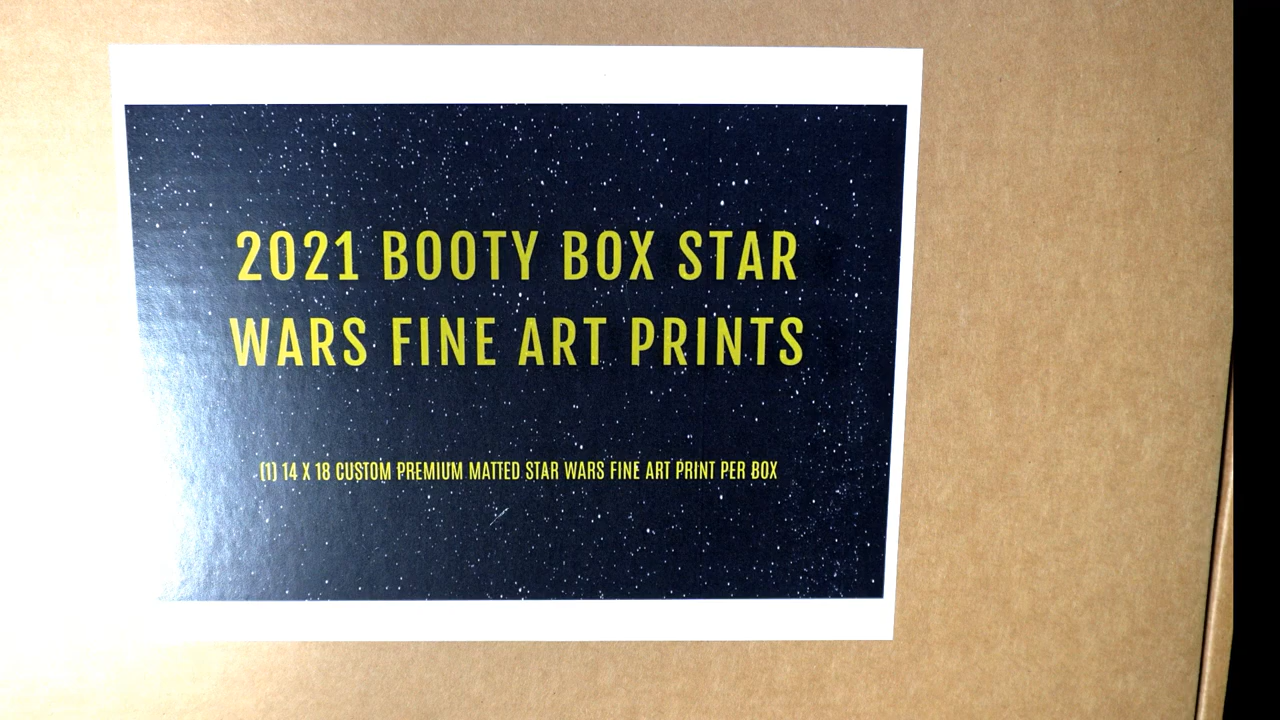 2021 BOOTY BOX STAR
WARS FINE ART PRINTS
(1) 14 X 18 CUSTOM PREMIUM MATTED STAR WARS FINE ART PRINT PER BOX